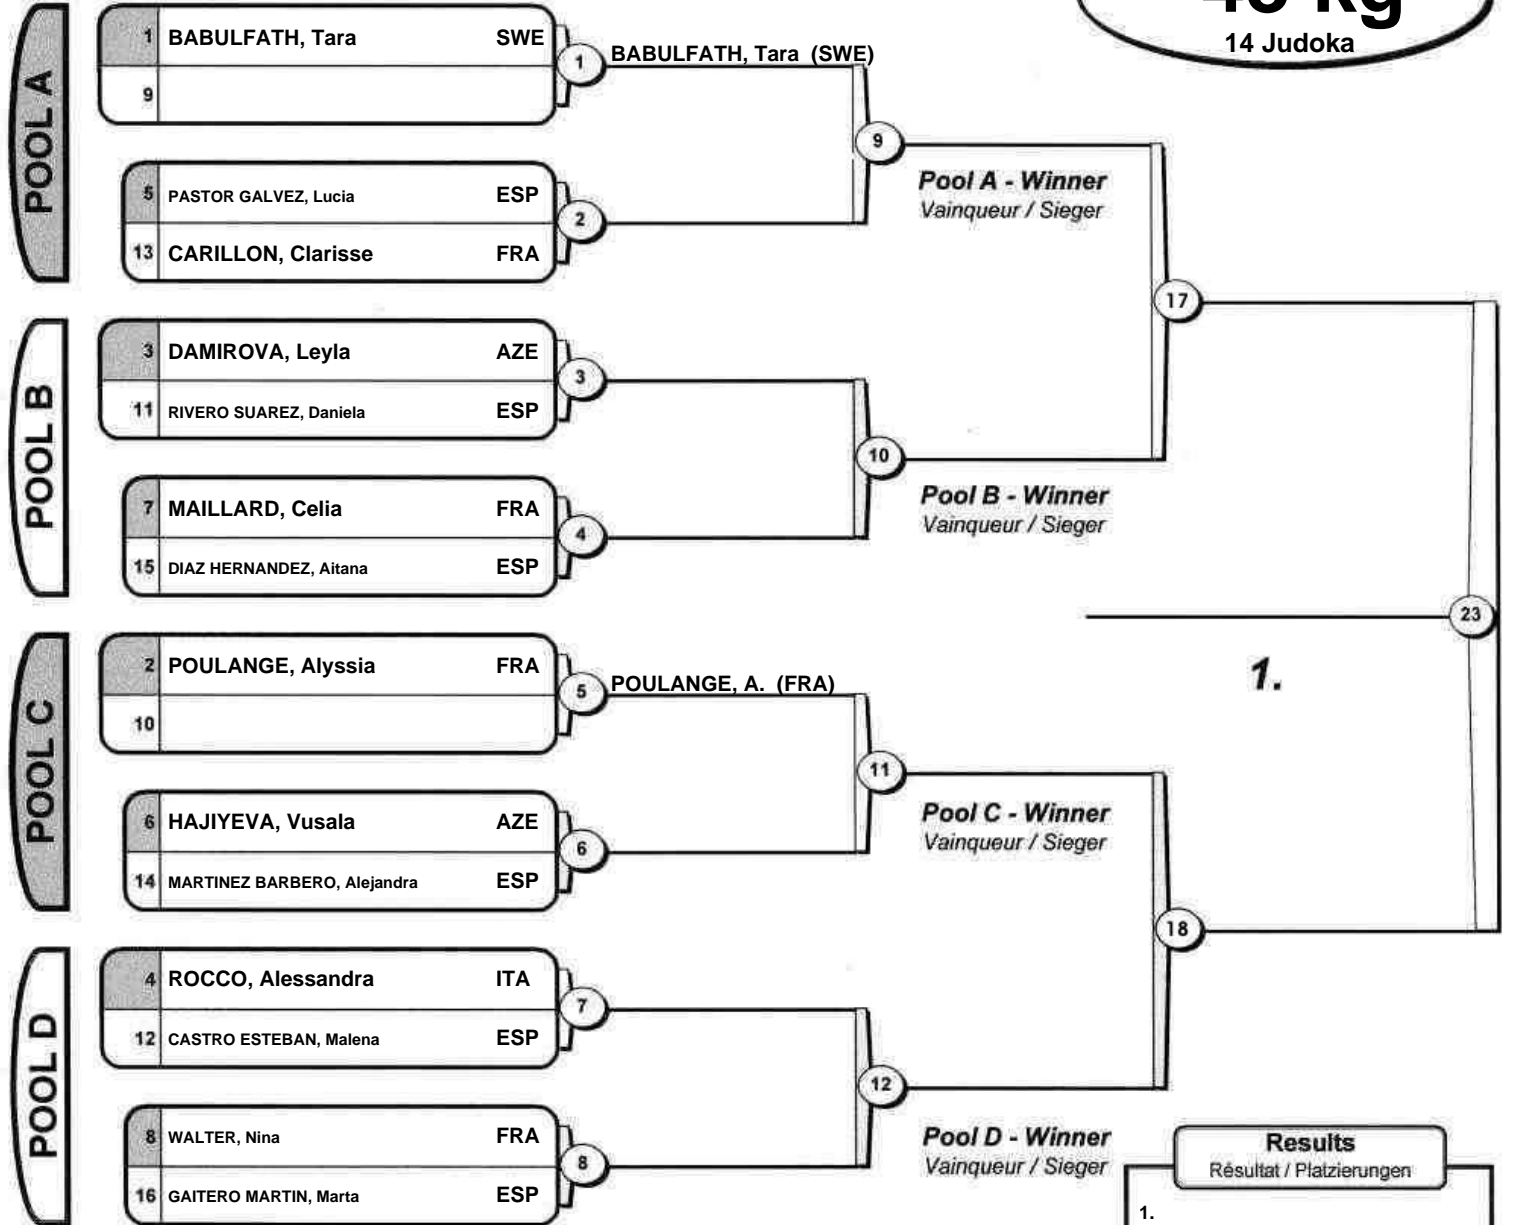 48 kg
14 Judoka
POOL A
1 BABULFATH, Tara SWE
9
1 BABULFATH, Tara (SWE)
5 PASTOR GALVEZ, Lucia ESP
13 CARILLON, Clarisse FRA
2
9
Pool A - Winner
Vainqueur / Sieger
POOL B
3 DAMIROVA, Leyla AZE
11 RIVERO SUAREZ, Daniela ESP
3
7 MAILLARD, Celia FRA
15 DIAZ HERNANDEZ, Aitana ESP
4
10
Pool B - Winner
Vainqueur / Sieger
17
POOL C
2 POULANGE, Alyssia FRA
10
5 POULANGE, A. (FRA)
6 HAJIYEVA, Vusala AZE
14 MARTINEZ BARBERO, Alejandra ESP
6
11
Pool C - Winner
Vainqueur / Sieger
POOL D
4 ROCCO, Alessandra ITA
12 CASTRO ESTEBAN, Malena ESP
7
8 WALTER, Nina FRA
16 GAITERO MARTIN, Marta ESP
8
12
Pool D - Winner
Vainqueur / Sieger
18
23
1.
Results
Résultat / Platzierungen
1.